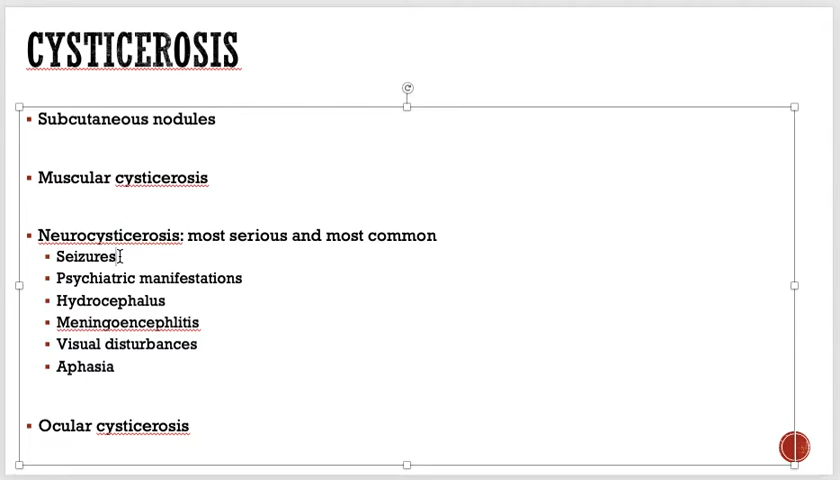 CYSTICEROSIS
Subcutaneous nodules
Muscular cysticerosis
Neurocysticerosis: most serious and most common
Seizures
Psychiatric manifestations
Hydrocephalus
Meningoencephlitis
Visual disturbances
Aphasia
Ocular cysticerosis